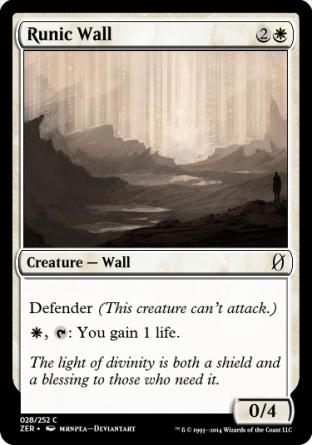 Runic Wall 2
Creature — Wall
Defender (This creature can't attack.)
, : You gain 1 life.
The light of divinity is both a shield and
a blessing to those who need it.
0/4
028/252 C
ZER • MRNPEA—DEVIANTART
™ & © 1993–2014 Wizards of the Coast LLC